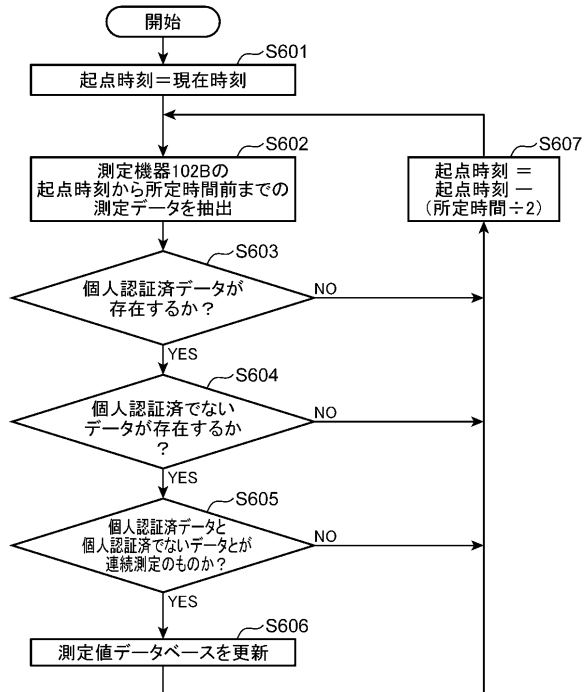 開始
S601
起点時刻＝現在時刻
S602
測定機器102Bの
起点時刻から所定時間前までの
測定データを抽出
S607
起点時刻 ＝
起点時刻 －
(所定時間÷2)
S603
個人認証済データが
存在するか？
NO
YES
S604
個人認証済でない
データが存在するか
？
NO
YES
S605
個人認証済データと
個人認証済でないデータとが
連続測定のものか？
NO
YES
S606
測定値データベースを更新